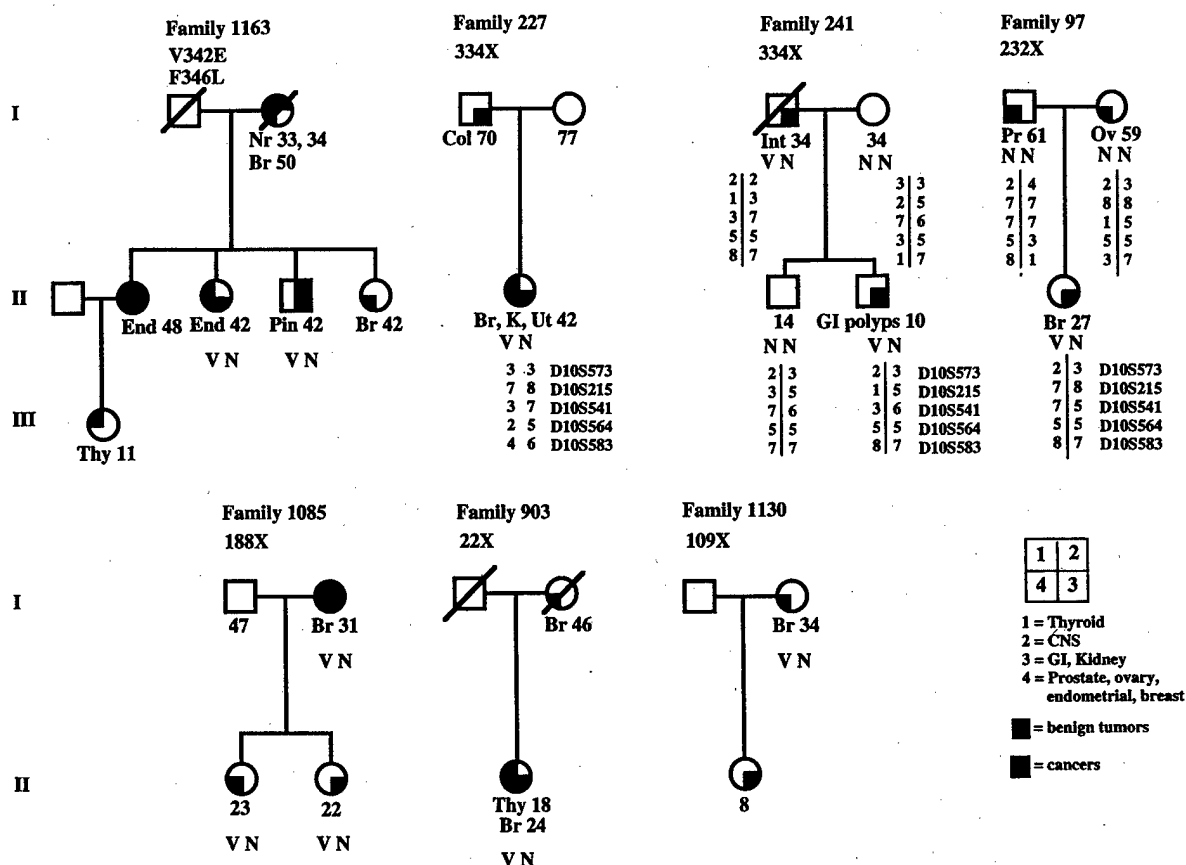 Family 1163
V342E
F346L
I
Nr 33, 34
Br 50
II
End 48
End 42
V N
Pin 42
V N
Br 42
III
Thy 11
Family 227
334X
Col 70
77
Br, K, Ut 42
V N
3 3 D10S573
7 8 D10S215
3 7 D10S541
2 5 D10S564
4 6 D10S583
Family 241
334X
Int 34
V N
34
N N
2 2
1 3
3 7
5 5
8 7
3 3
2 5
7 6
3 5
1 7
14
N N
2 3
3 5
7 6
5 5
7 7
GI polyps 10
V N
2 3 D10S573
1 5 D10S215
3 6 D10S541
5 5 D10S564
8 7 D10S583
Family 97
232X
Pr 61
N N
2 4
7 7
7 7
5 3
8 1
Ov 59
N N
2 3
8 8
1 5
5 5
3 7
Br 27
V N
2 3 D10S573
7 8 D10S215
7 5 D10S541
5 5 D10S564
8 7 D10S583
Family 1085
188X
I
47
Br 31
V N
II
23
V N
22
V N
Family 903
22X
Br 46
Thy 18
Br 24
V N
Family 1130
109X
Br 34
V N
8
1 2
4 3
1 = Thyroid
2 = CNS
3 = GI, Kidney
4 = Prostate, ovary,
endometrial, breast
= benign tumors
= cancers